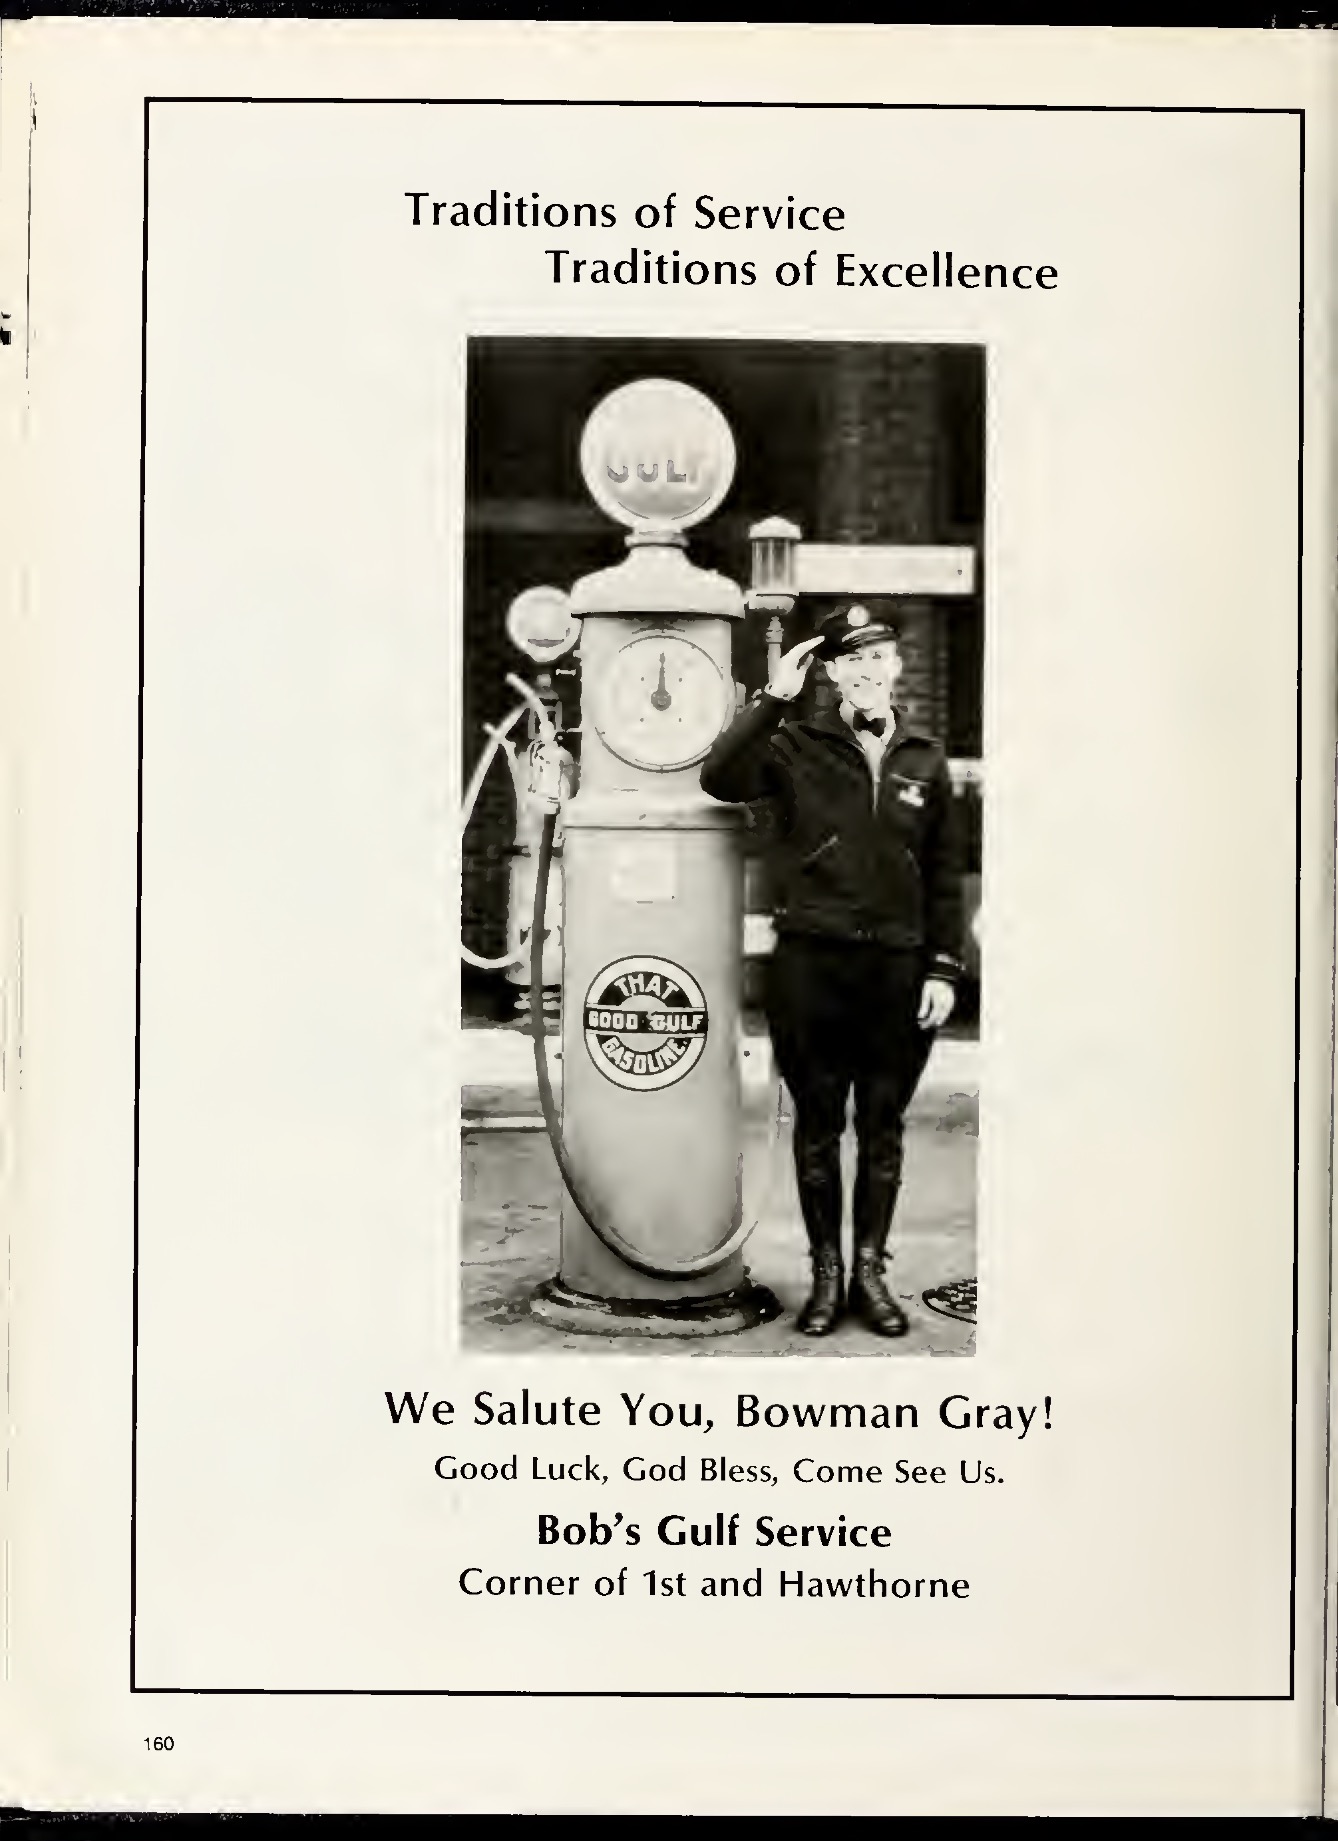 Traditions of Service
Traditions of Excellence
GULF
THAT
GOOD GULF
GASOLINE
We Salute You, Bowman Gray!
Good Luck, God Bless, Come See Us.
Bob's Gulf Service
Corner of 1st and Hawthorne
160